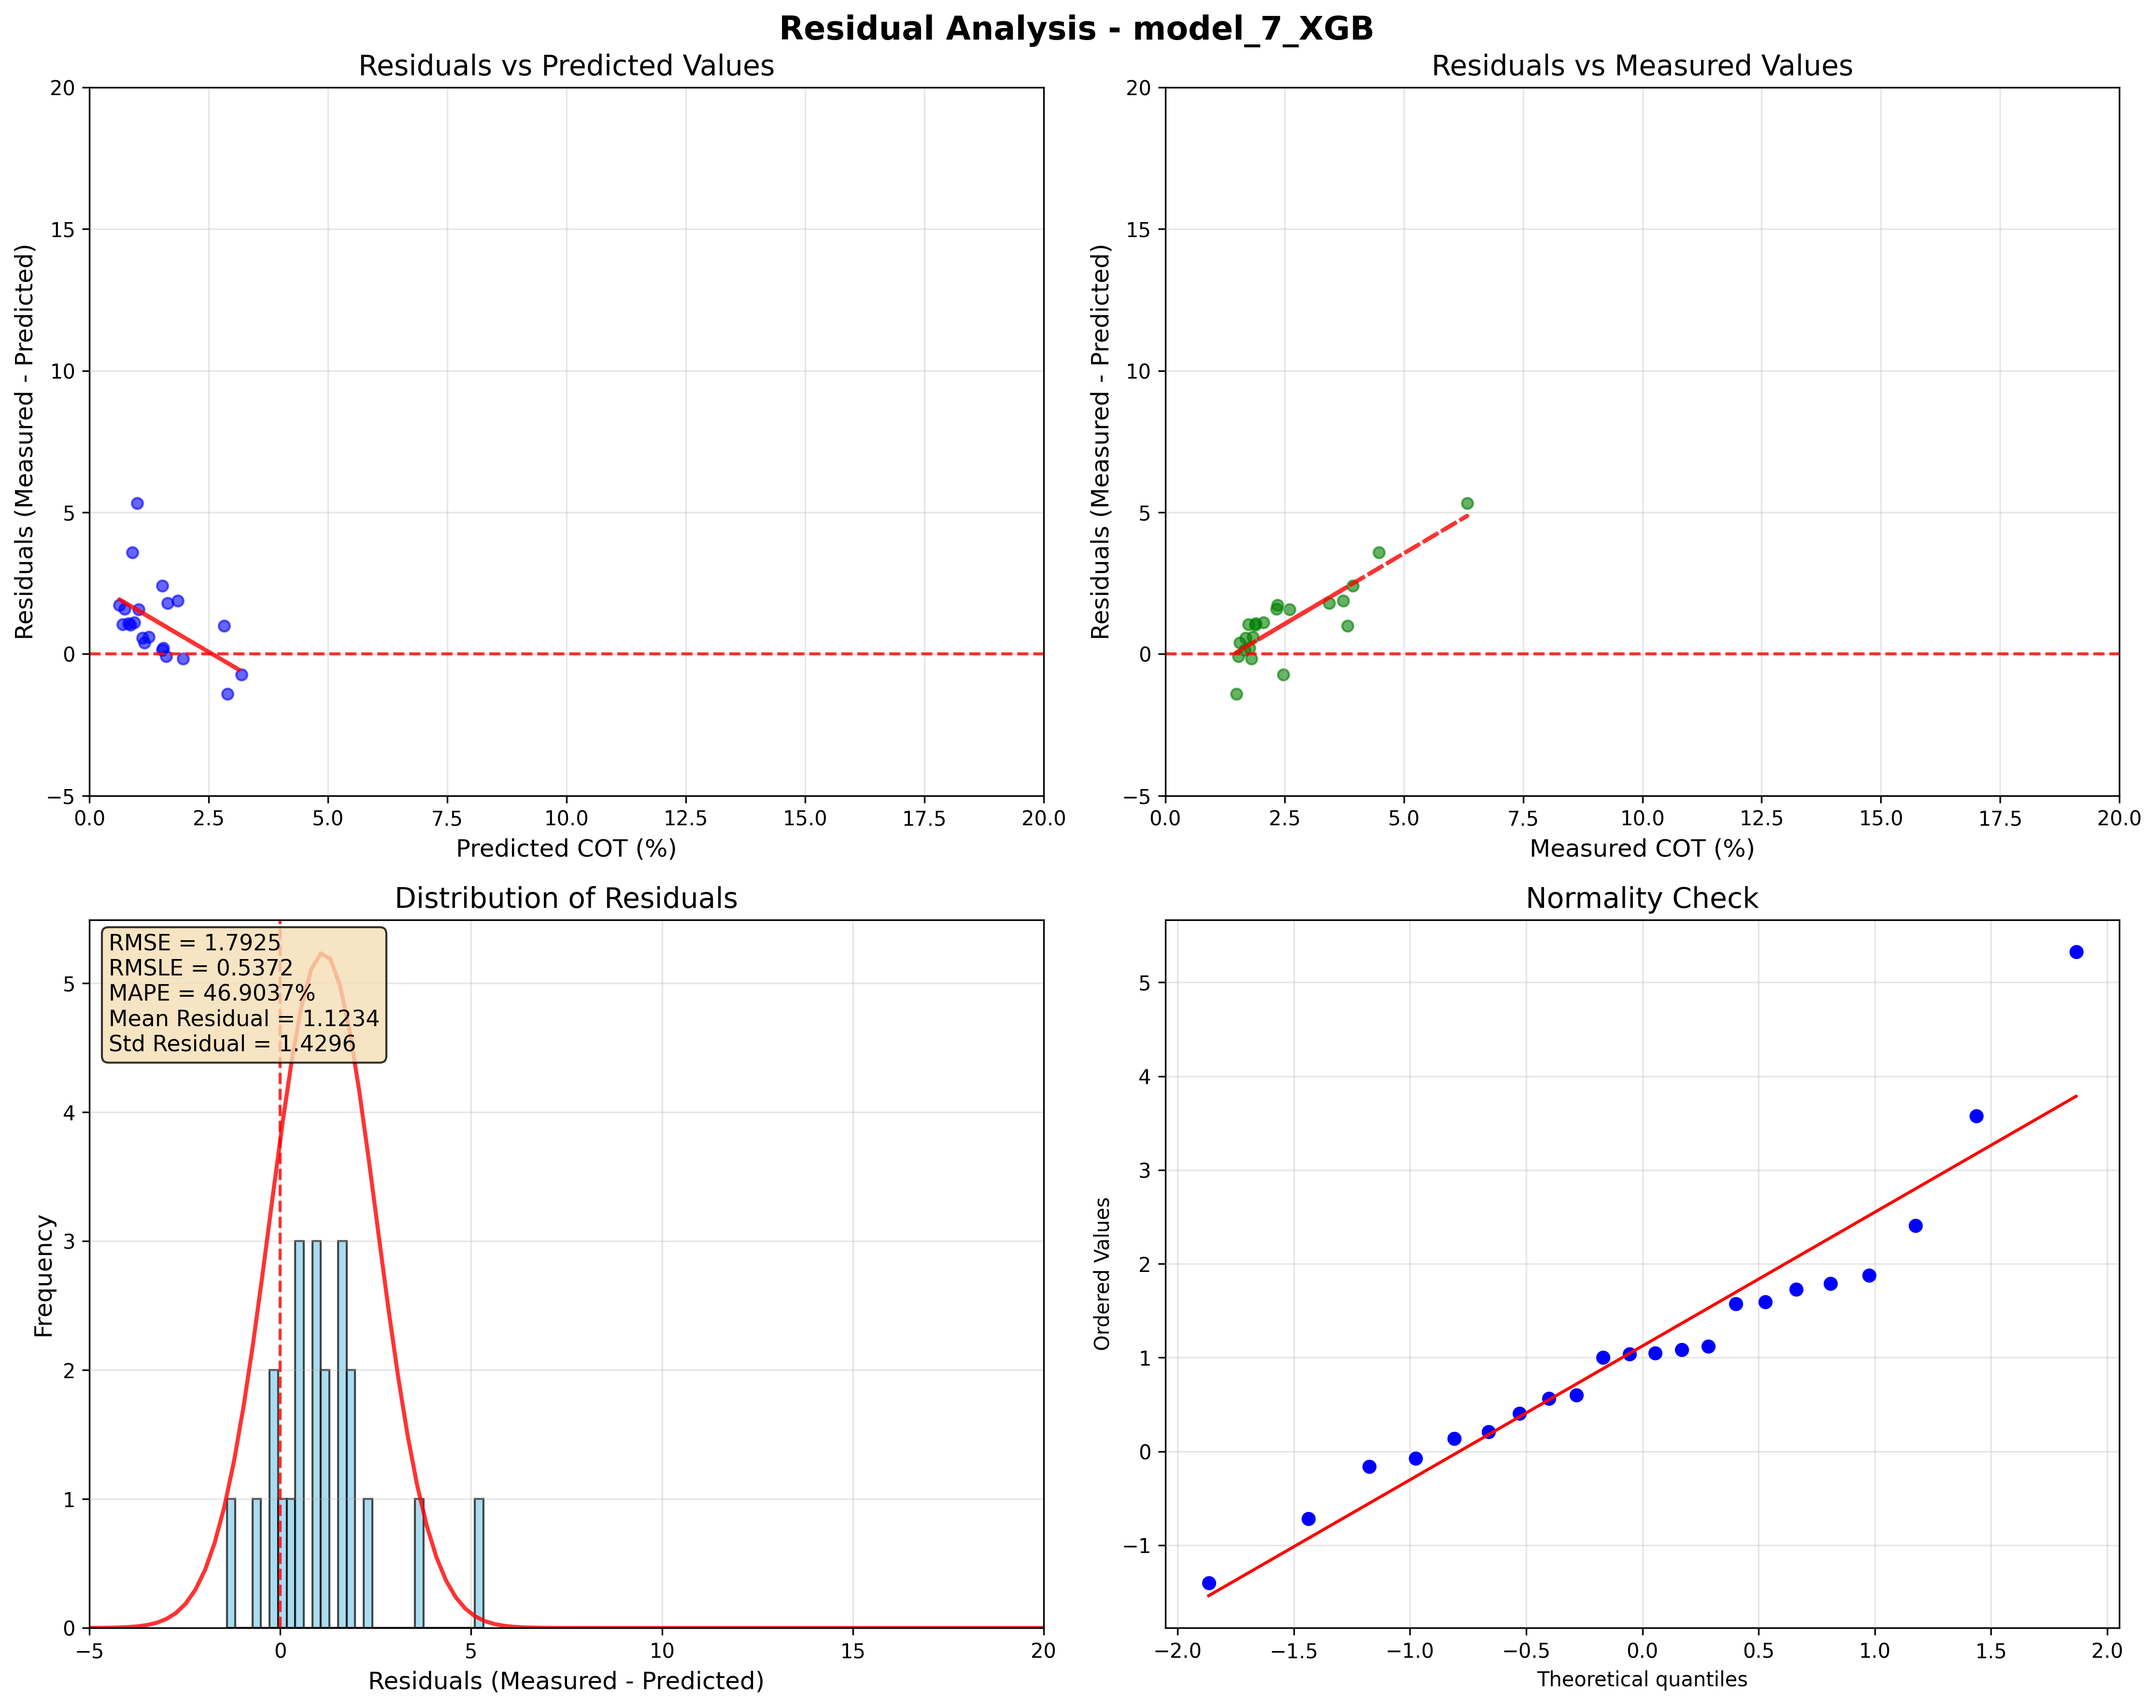 Residual Analysis - model_7_XGB
Residuals vs Predicted Values
20
15
10
5
0
−5
Residuals (Measured - Predicted)
0.0 2.5 5.0 7.5 10.0 12.5 15.0 17.5 20.0
Predicted COT (%)
Residuals vs Measured Values
20
15
10
5
0
−5
Residuals (Measured - Predicted)
0.0 2.5 5.0 7.5 10.0 12.5 15.0 17.5 20.0
Measured COT (%)
Distribution of Residuals
RMSE = 1.7925
RMSLE = 0.5372
MAPE = 46.9037%
Mean Residual = 1.1234
Std Residual = 1.4296
5
4
3
2
1
0
Frequency
−5 0 5 10 15 20
Residuals (Measured - Predicted)
Normality Check
5
4
3
2
1
0
−1
Ordered Values
−2.0 −1.5 −1.0 −0.5 0.0 0.5 1.0 1.5 2.0
Theoretical quantiles